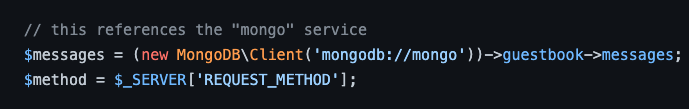 // this references the "mongo" service
$messages = (new MongoDB\Client('mongodb://mongo'))->guestbook->messages;
$method = $_SERVER['REQUEST_METHOD'];